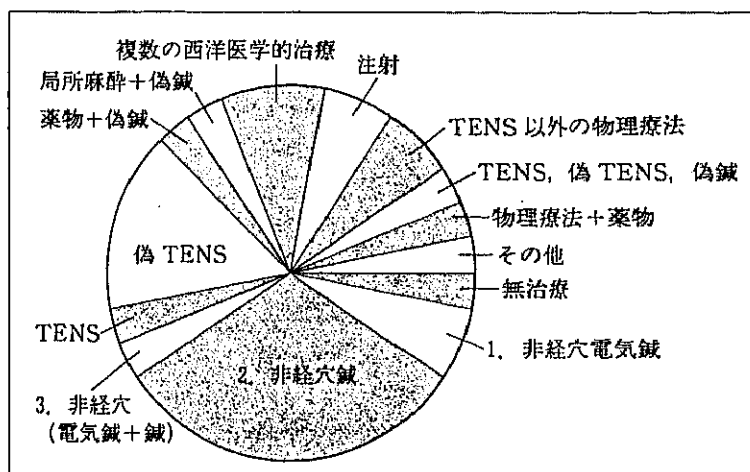 複数の西洋医学的治療
注射
局所麻酔+偽鍼
薬物+偽鍼
TENS 以外の物理療法
TENS, 偽 TENS, 偽鍼
物理療法+薬物
その他
無治療
偽 TENS
TENS
1. 非経穴電気鍼
2. 非経穴鍼
3. 非経穴
(電気鍼+鍼)